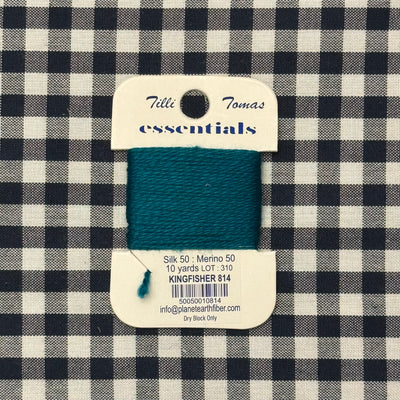 Tilli Tomas
essentials
Silk 50 : Merino 50
10 yards LOT : 310
KINGFISHER 814
50050010814
info@planetearthfiber.com
Dry Block Only